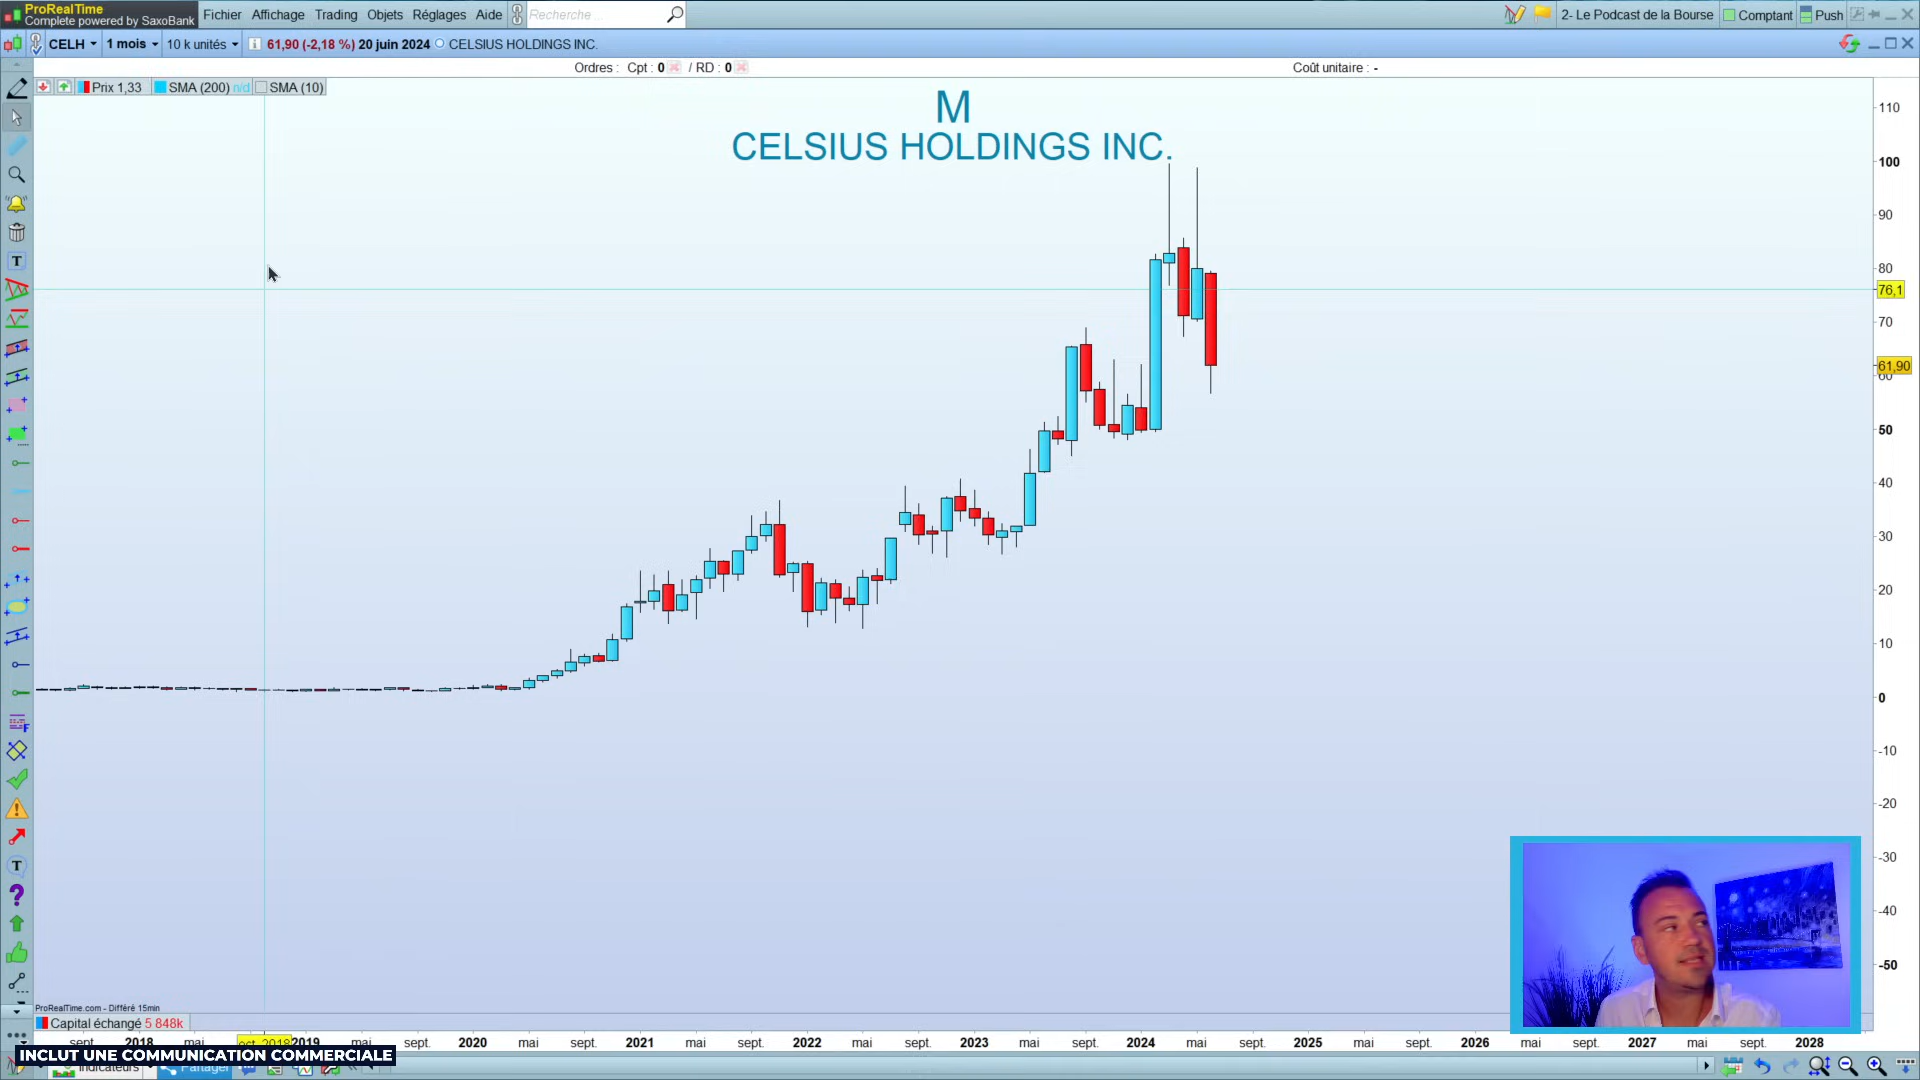 ProRealTime
Complete powered by SaxoBank
Fichier Affichage Trading Objets Réglages Aide Recherche ...
2- Le Podcast de la Bourse Comptant Push
CELH 1 mois 10 k unités 61,90 (-2,18 %) 20 juin 2024 CELSIUS HOLDINGS INC.
Ordres : Cpt : 0 / RD : 0 Coût unitaire : -
Prix 1,33 SMA (200) n/d SMA (10)
M
CELSIUS HOLDINGS INC.
110
100
90
80
76,1
70
61,90
60
50
40
30
20
10
0
-10
-20
-30
-40
-50
ProRealTime.com - Différé 15min
Capital échangé 5 848k
sept. 2018 mai oct. 2018 2019 mai sept. 2020 mai sept. 2021 mai sept. 2022 mai sept. 2023 mai sept. 2024 mai sept. 2025 mai sept. 2026 mai sept. 2027 mai sept. 2028
INCLUT UNE COMMUNICATION COMMERCIALE
Indicateurs Partager